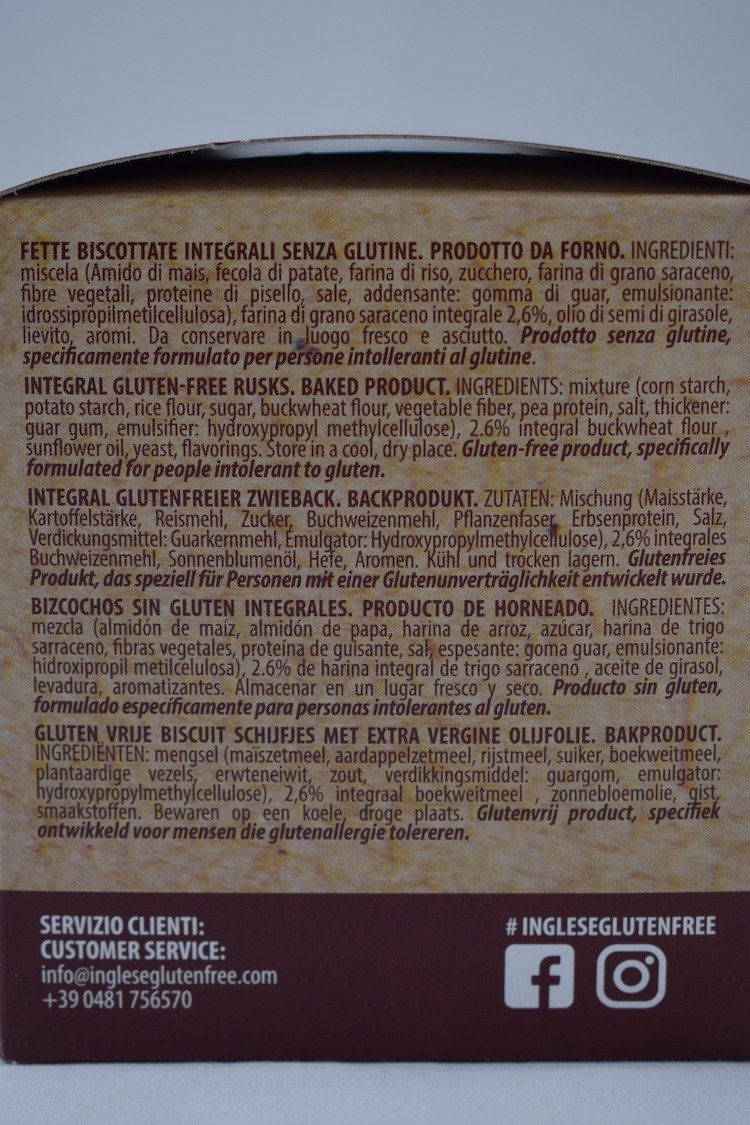 FETTE BISCOTTATE INTEGRALI SENZA GLUTINE. PRODOTTO DA FORNO. INGREDIENTI:
miscela (Amido di mais, fecola di patate, farina di riso, zucchero, farina di grano saraceno,
fibre vegetali, proteine di pisello, sale, addensante: gomma di guar, emulsionante:
idrossipropilmetilcellulosa), farina di grano saraceno integrale 2,6%, olio di semi di girasole,
lievito, aromi. Da conservare in luogo fresco e asciutto. Prodotto senza glutine,
specificamente formulato per persone intolleranti al glutine.
INTEGRAL GLUTEN-FREE RUSKS. BAKED PRODUCT. INGREDIENTS: mixture (corn starch,
potato starch, rice flour, sugar, buckwheat flour, vegetable fiber, pea protein, salt, thickener:
guar gum, emulsifier: hydroxypropyl methylcellulose), 2.6% integral buckwheat flour ,
sunflower oil, yeast, flavorings. Store in a cool, dry place. Gluten-free product, specifically
formulated for people intolerant to gluten.
INTEGRAL GLUTENFREIER ZWIEBACK. BACKPRODUKT. ZUTATEN: Mischung (Maisstärke,
Kartoffelstärke, Reismehl, Zucker, Buchweizenmehl, Pflanzenfaser, Erbsenprotein, Salz,
Verdickungsmittel: Guarkernmehl, Emulgator: Hydroxypropylmethylcellulose), 2,6% integrales
Buchweizenmehl, Sonnenblumenöl, Hefe, Aromen. Kühl und trocken lagern. Glutenfreies
Produkt, das speziell für Personen mit einer Glutenunverträglichkeit entwickelt wurde.
BIZCOCHOS SIN GLUTEN INTEGRALES. PRODUCTO DE HORNEADO. INGREDIENTES:
mezcla (almidón de maíz, almidón de papa, harina de arroz, azúcar, harina de trigo
sarraceno, fibras vegetales, proteína de guisante, sal, espesante: goma guar, emulsionante:
hidroxipropil metilcelulosa), 2.6% de harina integral de trigo sarraceno , aceite de girasol,
levadura, aromatizantes. Almacenar en un lugar fresco y seco. Producto sin gluten,
formulado específicamente para personas intolerantes al gluten.
GLUTEN VRIJE BISCUIT SCHIJFJES MET EXTRA VERGINE OLIJFOLIE. BAKPRODUCT.
INGREDIËNTEN: mengsel (maïszetmeel, aardappelzetmeel, rijstmeel, suiker, boekweitmeel,
plantaardige vezels, erwteneiwit, zout, verdikkingsmiddel: guargom, emulgator:
hydroxypropylmethylcellulose), 2,6% integraal boekweitmeel , zonnebloemolie, gist,
smaakstoffen. Bewaren op een koele, droge plaats. Glutenvrij product, specifiek
ontwikkeld voor mensen die glutenallergie tolereren.
SERVIZIO CLIENTI:
CUSTOMER SERVICE:
info@ingleseglutenfree.com
+39 0481 756570
# INGLESEGLUTENFREE